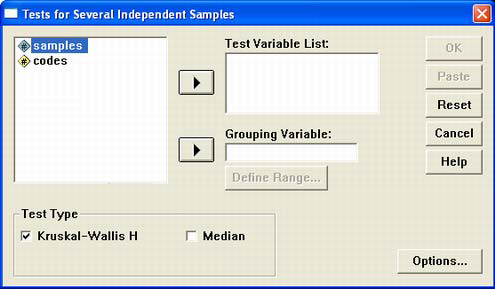 Tests for Several Independent Samples
samples
codes
Test Variable List:
Grouping Variable:
Define Range...
OK
Paste
Reset
Cancel
Help
Test Type
Kruskal-Wallis H
Median
Options...